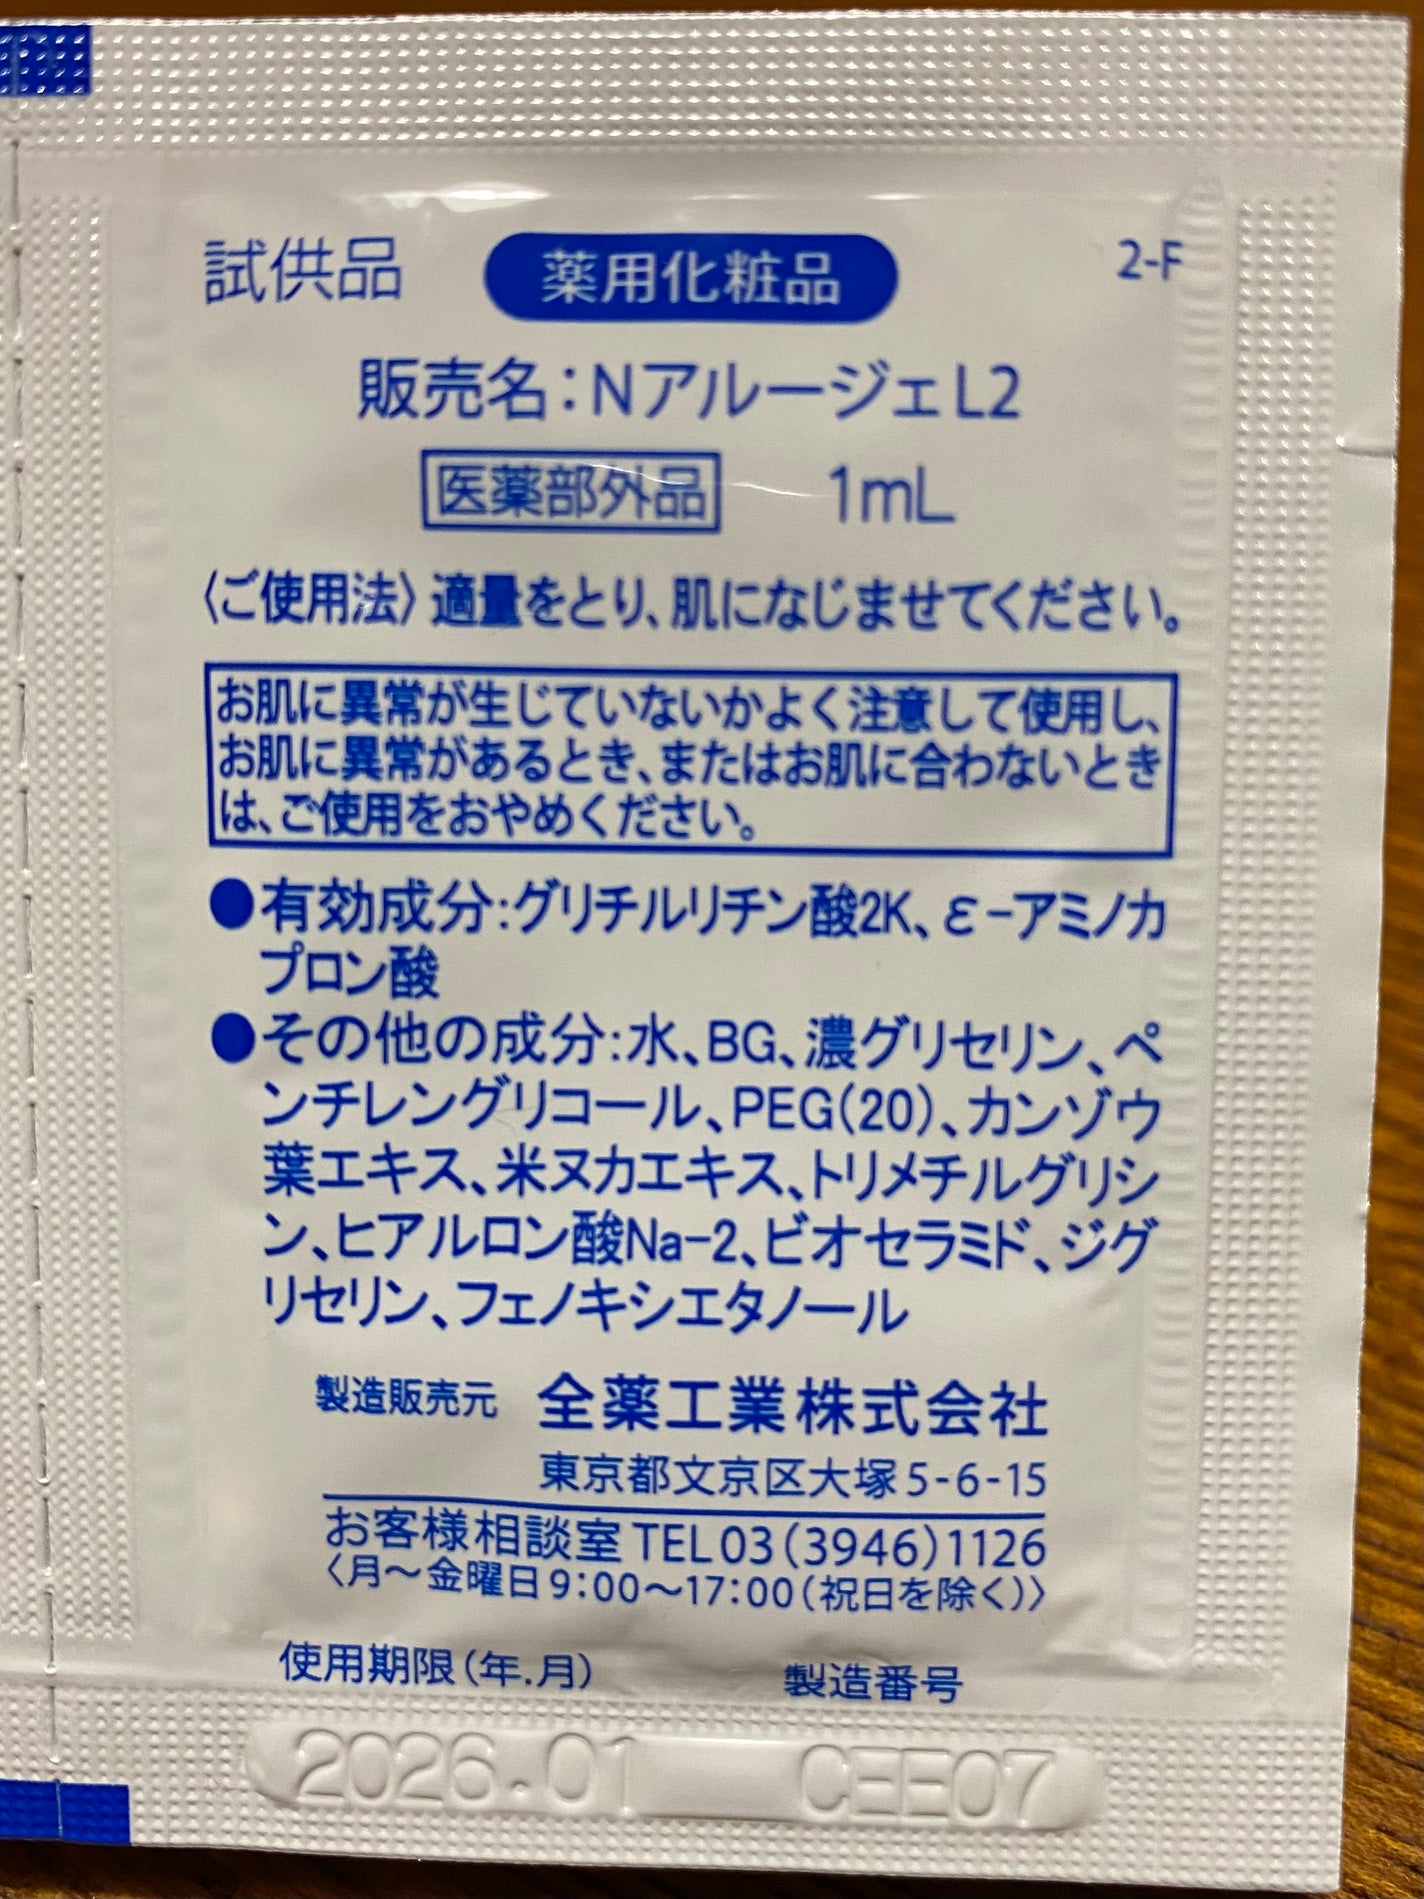 試供品 薬用化粧品 2-F
販売名：NアルージェL2
医薬部外品 1mL
〈ご使用法〉適量をとり、肌になじませてください。
お肌に異常が生じていないかよく注意して使用し、
お肌に異常があるとき、またはお肌に合わないとき
は、ご使用をおやめください。
●有効成分：グリチルリチン酸2K、ε-アミノカ
プロン酸
●その他の成分：水、BG、濃グリセリン、ペ
ンチレングリコール、PEG(20)、カンゾウ
葉エキス、米ヌカエキス、トリメチルグリシ
ン、ヒアルロン酸Na-2、ビオセラミド、ジグ
リセリン、フェノキシエタノール
製造販売元 全薬工業株式会社
東京都文京区大塚5-6-15
お客様相談室 TEL03(3946)1126
〈月〜金曜日9：00〜17：00(祝日を除く)〉
使用期限(年.月) 製造番号
2026.01 CEE07